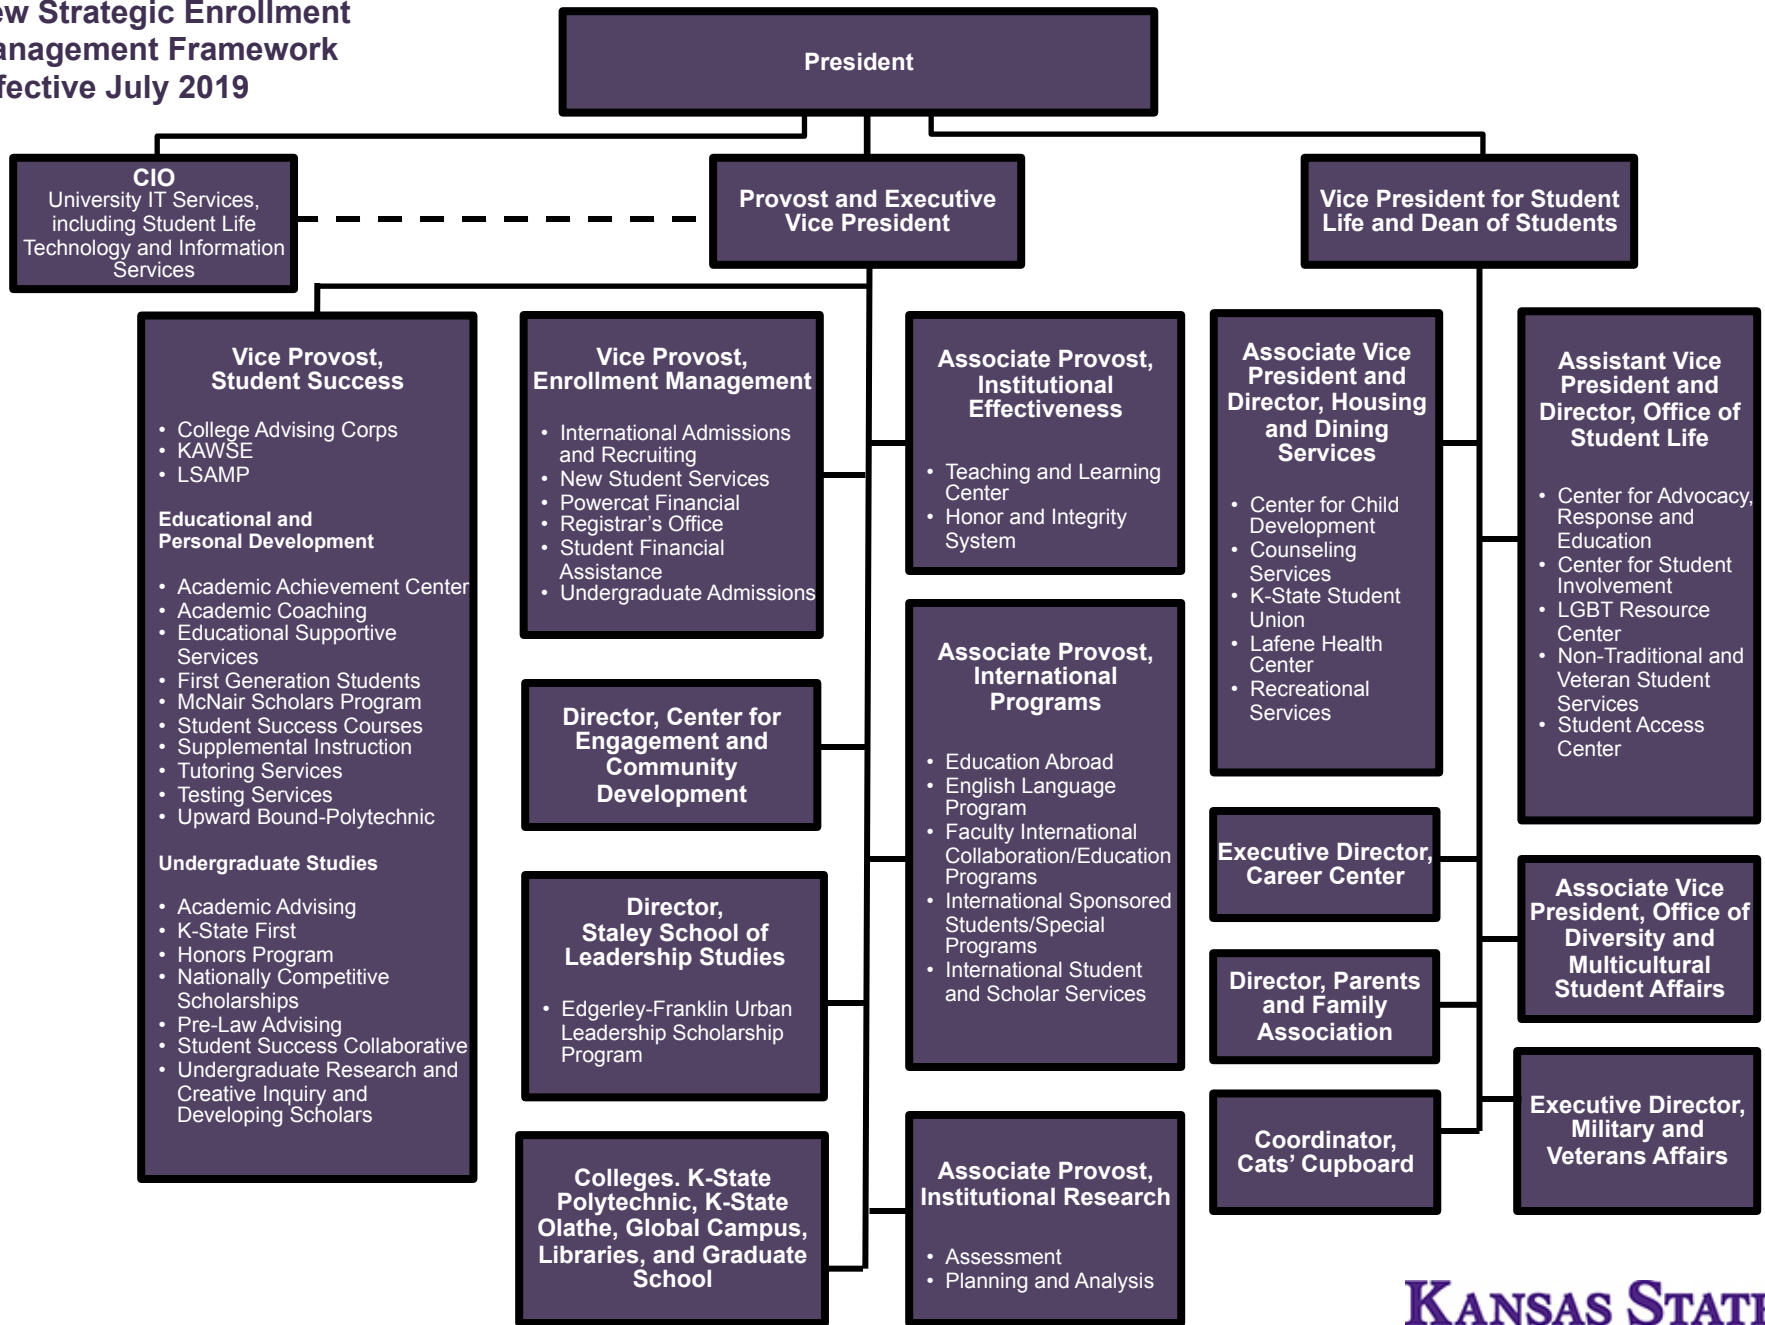 ew Strategic Enrollment
anagement Framework
fective July 2019
President
CIO
University IT Services,
including Student Life
Technology and Information
Services
Provost and Executive
Vice President
Vice President for Student
Life and Dean of Students
Vice Provost,
Student Success
• College Advising Corps
• KAWSE
• LSAMP
Educational and
Personal Development
• Academic Achievement Center
• Academic Coaching
• Educational Supportive
Services
• First Generation Students
• McNair Scholars Program
• Student Success Courses
• Supplemental Instruction
• Tutoring Services
• Testing Services
• Upward Bound-Polytechnic
Undergraduate Studies
• Academic Advising
• K-State First
• Honors Program
• Nationally Competitive
Scholarships
• Pre-Law Advising
• Student Success Collaborative
• Undergraduate Research and
Creative Inquiry and
Developing Scholars
Vice Provost,
Enrollment Management
• International Admissions
and Recruiting
• New Student Services
• Powercat Financial
• Registrar’s Office
• Student Financial
Assistance
• Undergraduate Admissions
Director, Center for
Engagement and
Community
Development
Director,
Staley School of
Leadership Studies
• Edgerley-Franklin Urban
Leadership Scholarship
Program
Colleges. K-State
Polytechnic, K-State
Olathe, Global Campus,
Libraries, and Graduate
School
Associate Provost,
Institutional
Effectiveness
• Teaching and Learning
Center
• Honor and Integrity
System
Associate Provost,
International
Programs
• Education Abroad
• English Language
Program
• Faculty International
Collaboration/Education
Programs
• International Sponsored
Students/Special
Programs
• International Student
and Scholar Services
Associate Provost,
Institutional Research
• Assessment
• Planning and Analysis
Associate Vice
President and
Director, Housing
and Dining
Services
• Center for Child
Development
• Counseling
Services
• K-State Student
Union
• Lafene Health
Center
• Recreational
Services
Executive Director,
Career Center
Director, Parents
and Family
Association
Coordinator,
Cats’ Cupboard
Assistant Vice
President and
Director, Office of
Student Life
• Center for Advocacy,
Response and
Education
• Center for Student
Involvement
• LGBT Resource
Center
• Non-Traditional and
Veteran Student
Services
• Student Access
Center
Associate Vice
President, Office of
Diversity and
Multicultural
Student Affairs
Executive Director,
Military and
Veterans Affairs
KANSAS STATE